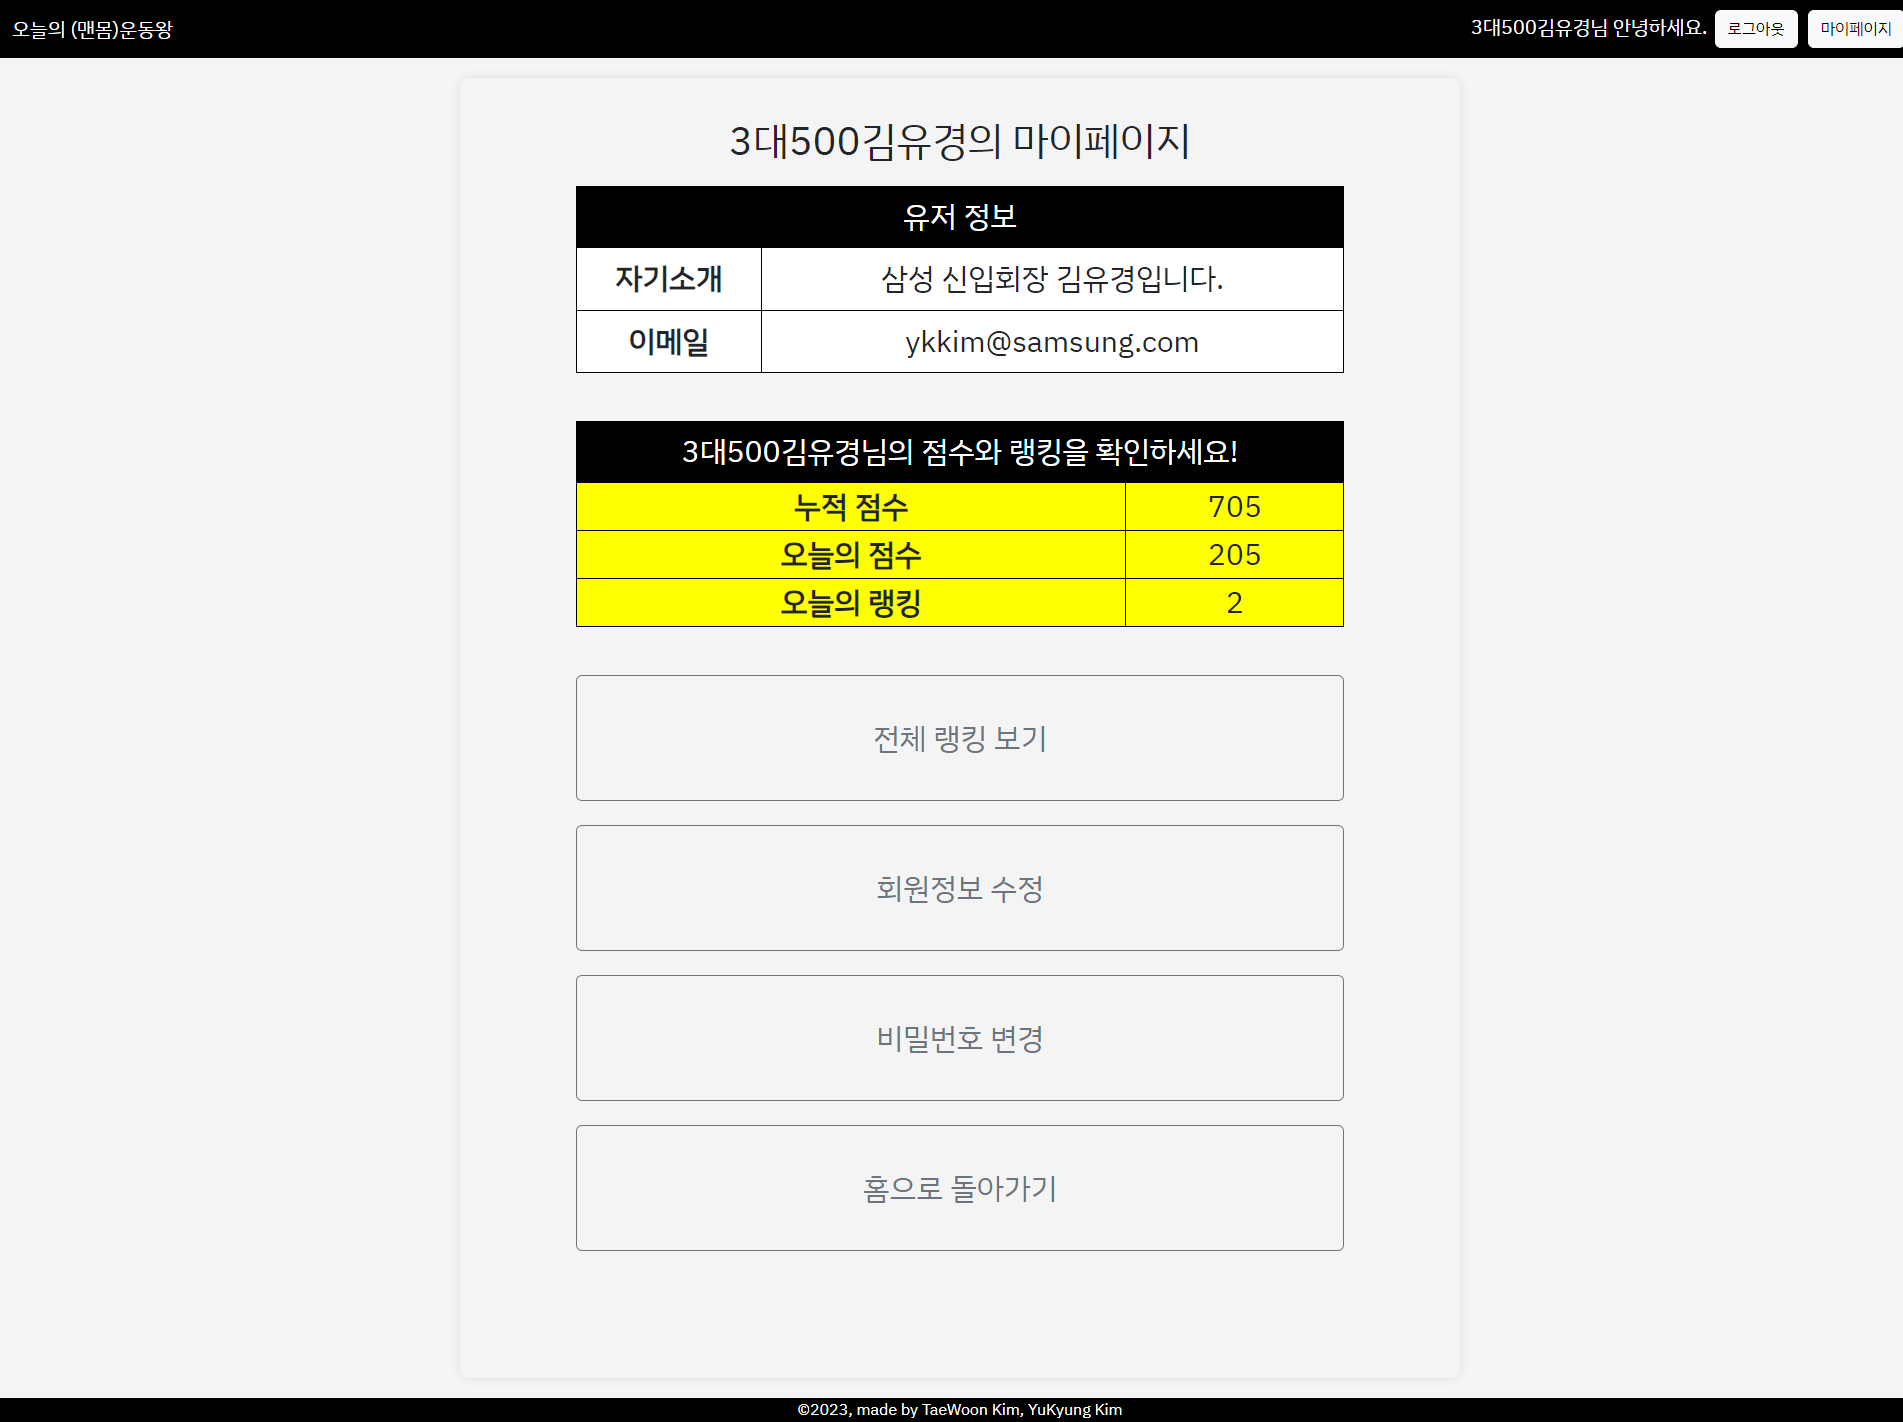 오늘의 (맨몸)운동왕
3대500김유경님 안녕하세요. 로그아웃 마이페이지
3대500김유경의 마이페이지
유저 정보
자기소개 삼성 신입회장 김유경입니다.
이메일 ykkim@samsung.com
3대500김유경님의 점수와 랭킹을 확인하세요!
누적 점수 705
오늘의 점수 205
오늘의 랭킹 2
전체 랭킹 보기
회원정보 수정
비밀번호 변경
홈으로 돌아가기
©2023, made by TaeWoon Kim, YuKyung Kim